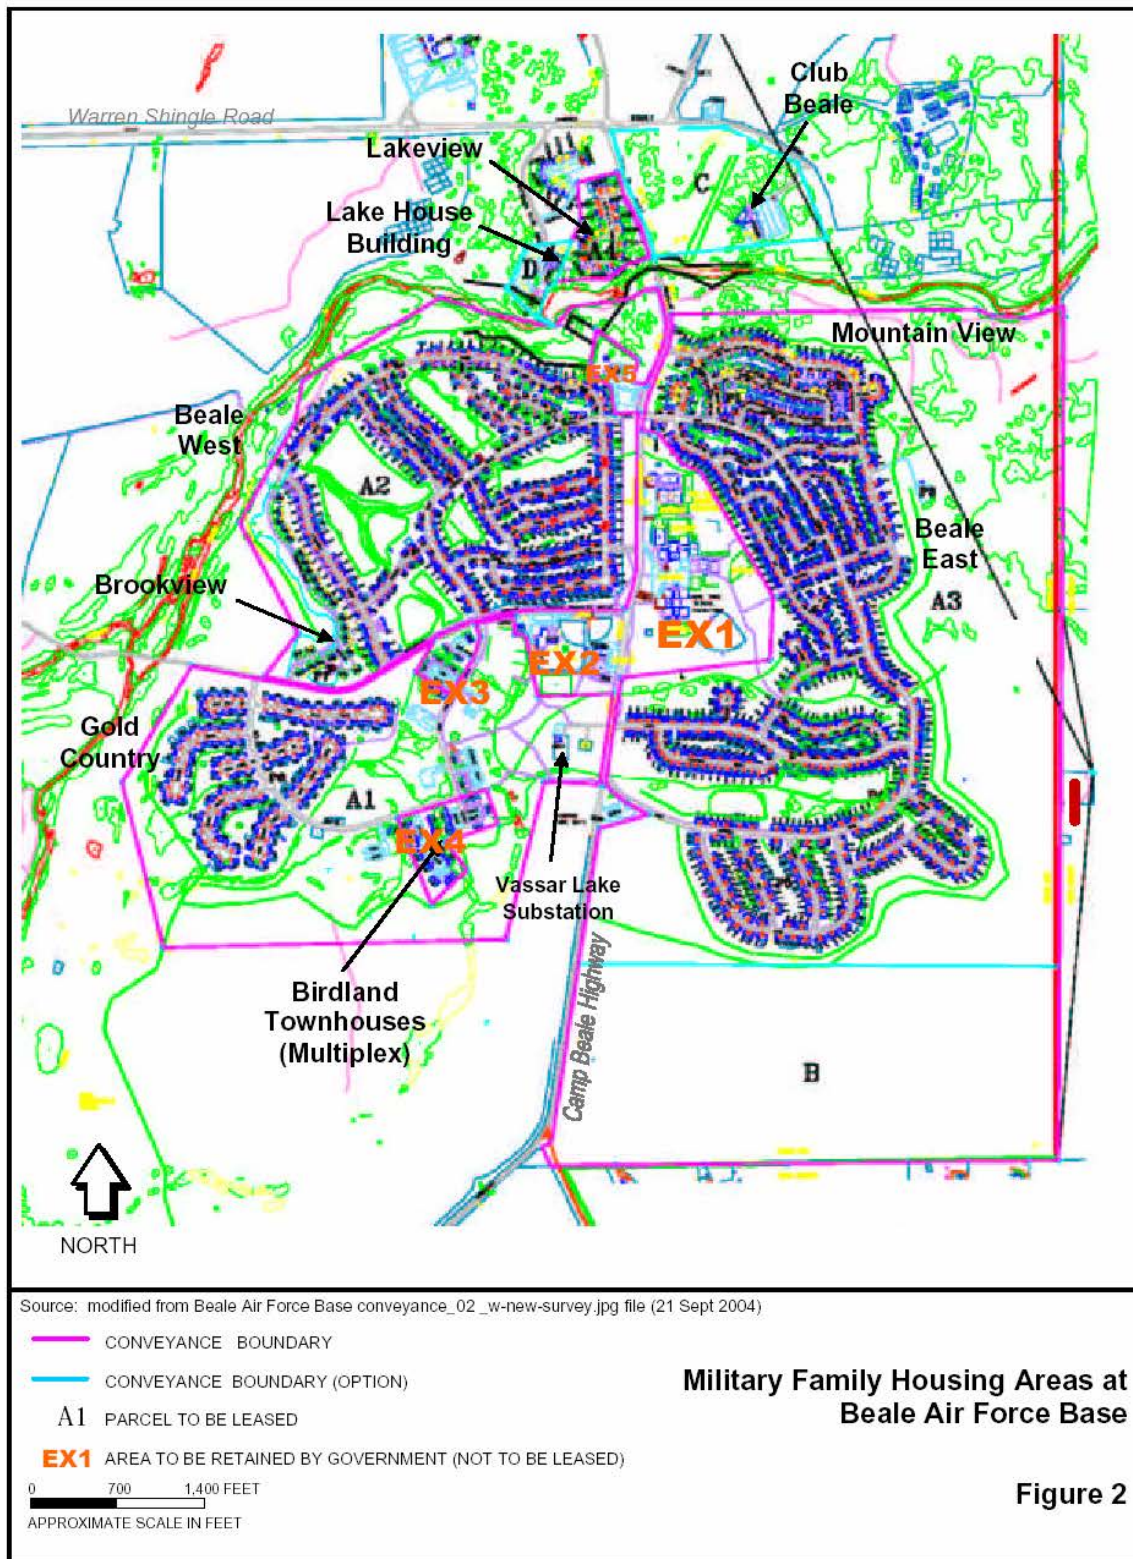 Warren Shingle Road
Club
Beale
Lakeview
C
Lake House
Building
A4
D
Mountain View
EX5
Beale
West
A2
Beale
East
Brookview
A3
EX1
EX2
EX3
Gold
Country
A1
EX4
Vassar Lake
Substation
Birdland
Townhouses
(Multiplex)
Camp Beale Highway
B
NORTH
Source: modified from Beale Air Force Base conveyance_02 _w-new-survey.jpg file (21 Sept 2004)
CONVEYANCE BOUNDARY
CONVEYANCE BOUNDARY (OPTION)
A1 PARCEL TO BE LEASED
EX1 AREA TO BE RETAINED BY GOVERNMENT (NOT TO BE LEASED)
0 700 1,400 FEET
APPROXIMATE SCALE IN FEET
Military Family Housing Areas at
Beale Air Force Base
Figure 2